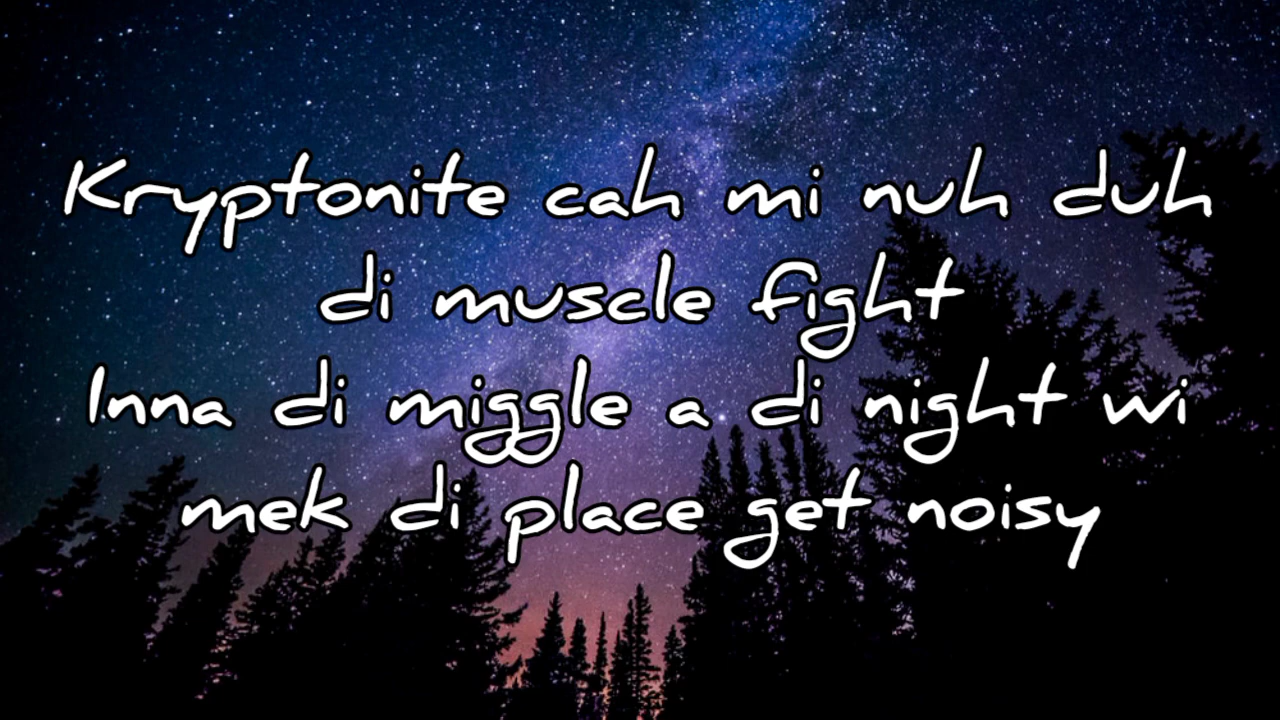 Kryptonite cah mi nuh duh
di muscle fight
Inna di miggle a di night wi
mek di place get noisy